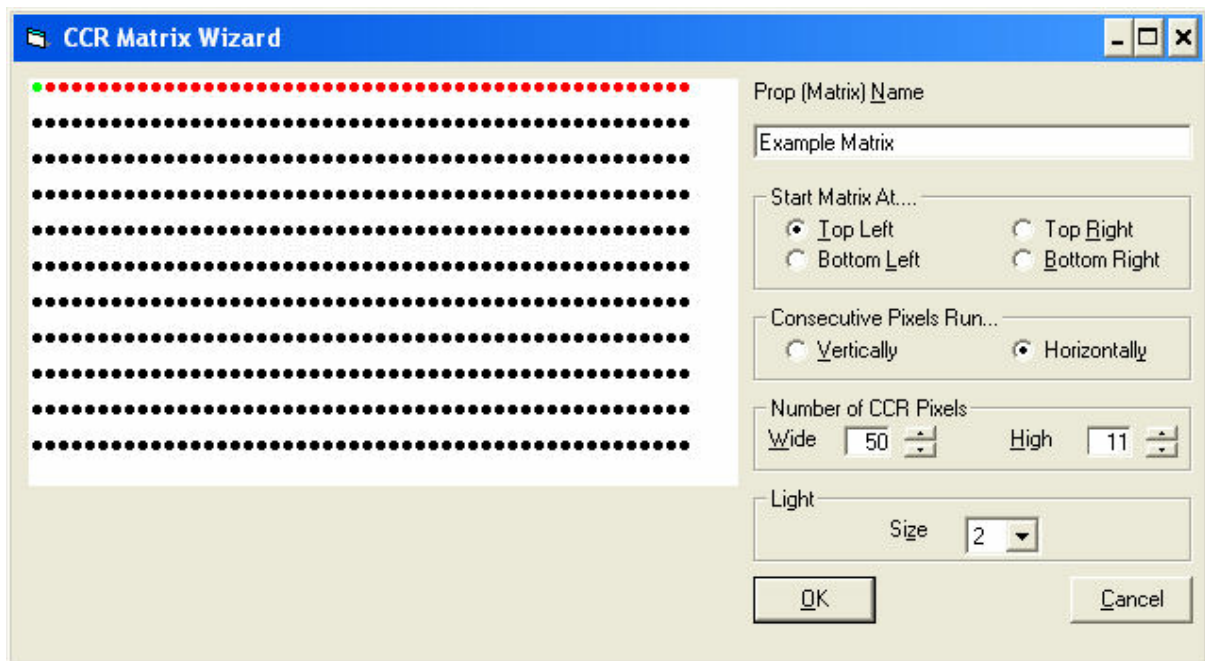 CCR Matrix Wizard
Prop (Matrix) Name
Example Matrix
Start Matrix At....
Top Left
Top Right
Bottom Left
Bottom Right
Consecutive Pixels Run...
Vertically
Horizontally
Number of CCR Pixels
Wide 50 High 11
Light
Size 2
OK Cancel